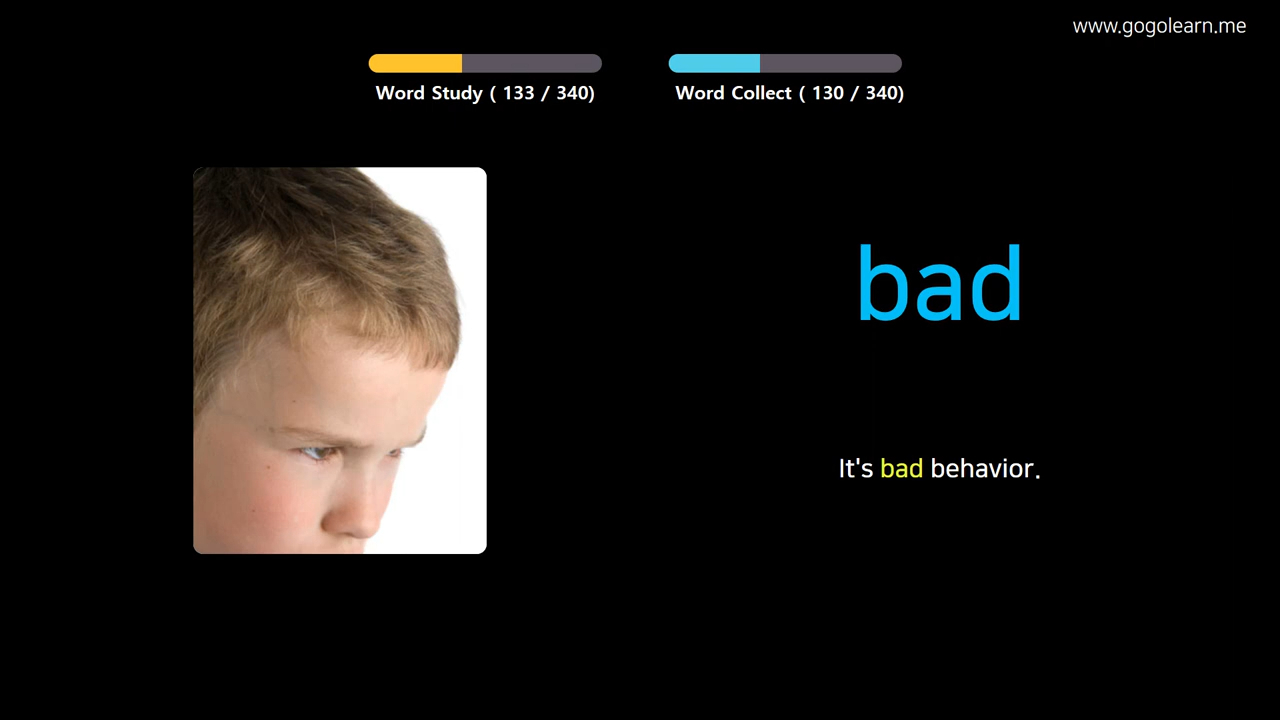 www.gogolearn.me
Word Study ( 133 / 340)
Word Collect ( 130 / 340)
bad
It's bad behavior.